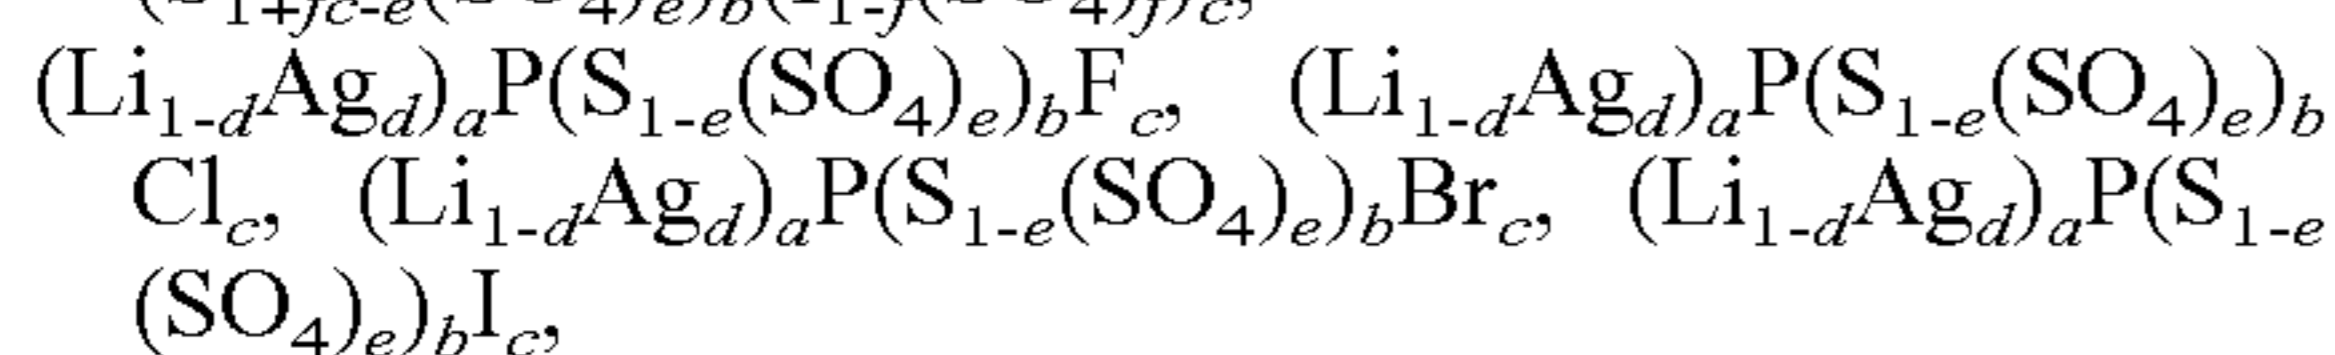 (Li₁₋dAgd)aP(S₁₋e(SO₄)e)bFc, (Li₁₋dAgd)aP(S₁₋e(SO₄)e)b
Clc, (Li₁₋dAgd)aP(S₁₋e(SO₄)e)bBrc, (Li₁₋dAgd)aP(S₁₋e
(SO₄)e)bIc,